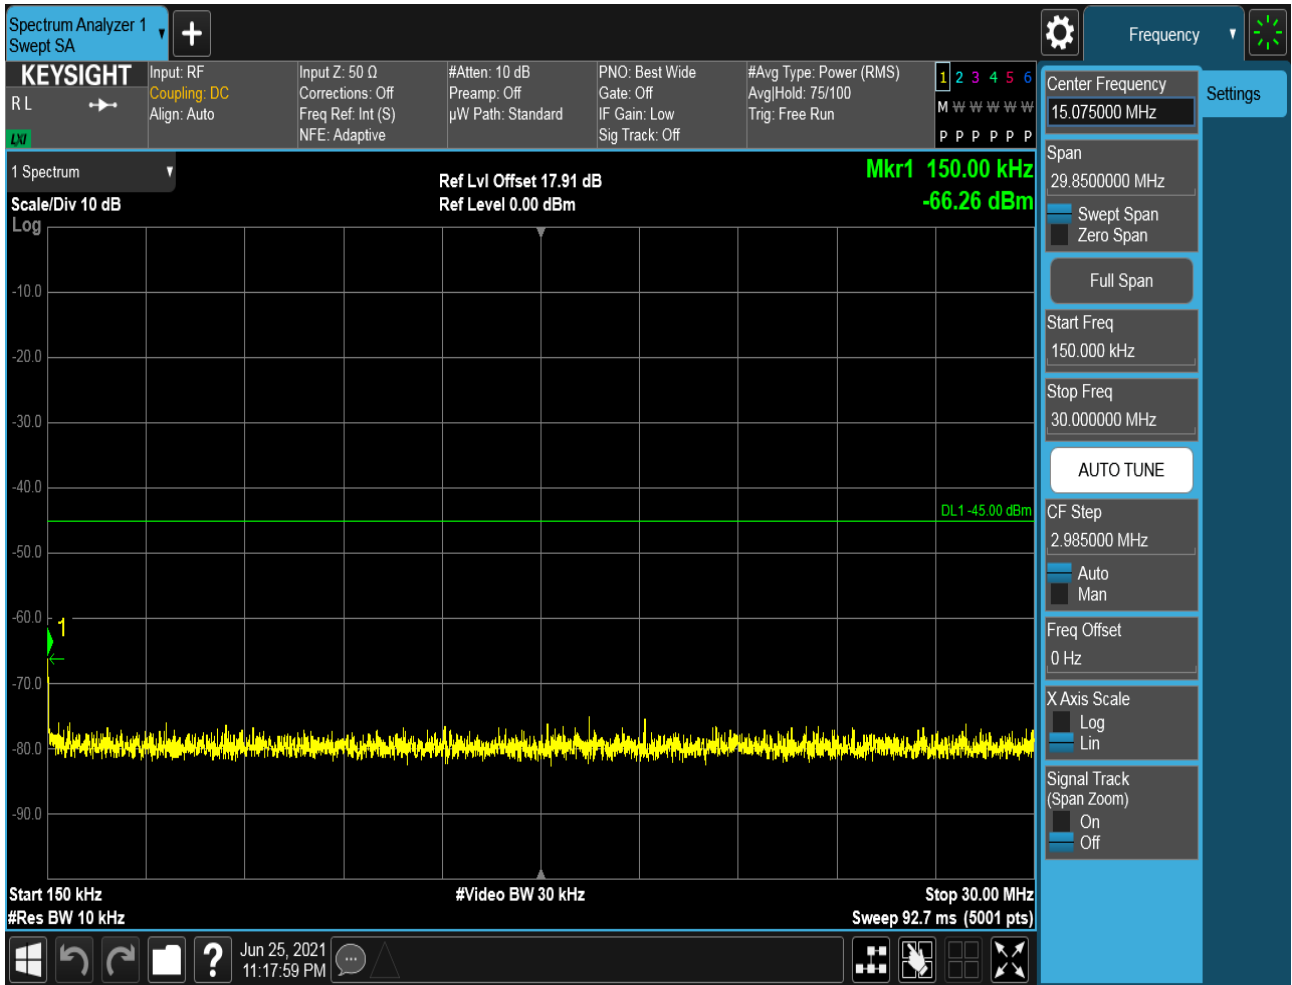 Spectrum Analyzer 1
Swept SA
Frequency
KEYSIGHT
R L
LXI
Input: RF
Coupling: DC
Align: Auto
Input Z: 50 Ω
Corrections: Off
Freq Ref: Int (S)
NFE: Adaptive
#Atten: 10 dB
Preamp: Off
µW Path: Standard
PNO: Best Wide
Gate: Off
IF Gain: Low
Sig Track: Off
#Avg Type: Power (RMS)
Avg|Hold: 75/100
Trig: Free Run
1 2 3 4 5 6
M W W W W W
P P P P P P
1 Spectrum
Scale/Div 10 dB
Log
Ref Lvl Offset 17.91 dB
Ref Level 0.00 dBm
Mkr1 150.00 kHz
-66.26 dBm
-10.0
-20.0
-30.0
-40.0
DL1 -45.00 dBm
-50.0
-60.0
1
-70.0
-80.0
-90.0
Start 150 kHz
#Video BW 30 kHz
Stop 30.00 MHz
#Res BW 10 kHz
Sweep 92.7 ms (5001 pts)
?
Jun 25, 2021
11:17:59 PM
Center Frequency
15.075000 MHz
Settings
Span
29.8500000 MHz
Swept Span
Zero Span
Full Span
Start Freq
150.000 kHz
Stop Freq
30.000000 MHz
AUTO TUNE
CF Step
2.985000 MHz
Auto
Man
Freq Offset
0 Hz
X Axis Scale
Log
Lin
Signal Track
(Span Zoom)
On
Off